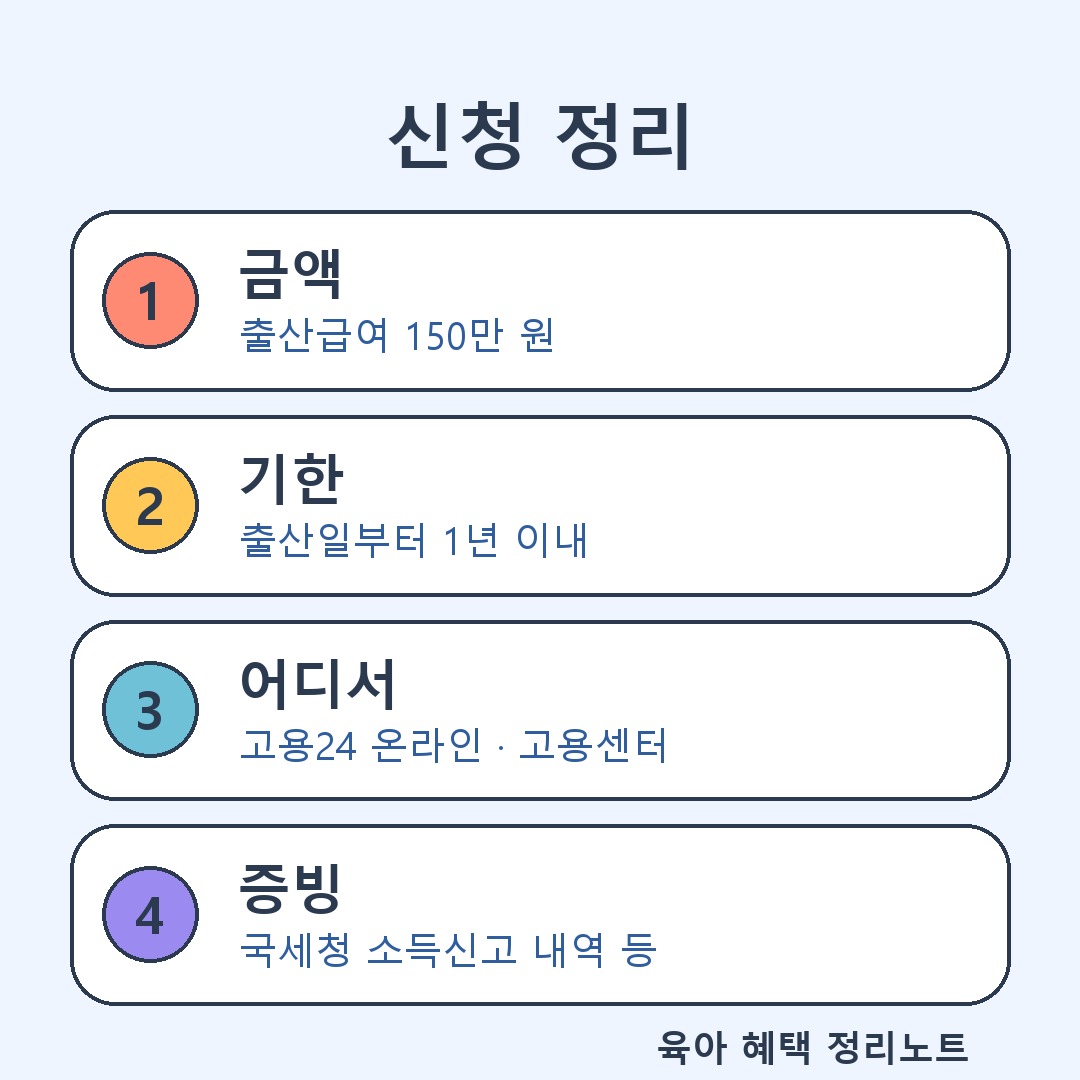 신청 정리
1
금액
출산급여 150만 원
2
기한
출산일부터 1년 이내
3
어디서
고용24 온라인 · 고용센터
4
증빙
국세청 소득신고 내역 등
육아 혜택 정리노트